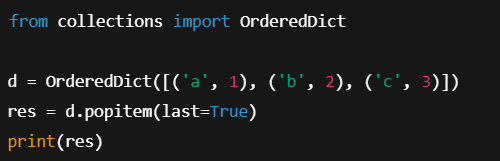 from collections import OrderedDict
d = OrderedDict([('a', 1), ('b', 2), ('c', 3)])
res = d.popitem(last=True)
print(res)